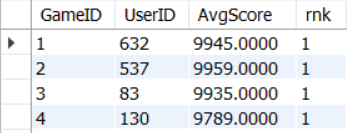 GameID UserID AvgScore rnk
1 632 9945.0000 1
2 537 9959.0000 1
3 83 9935.0000 1
4 130 9789.0000 1